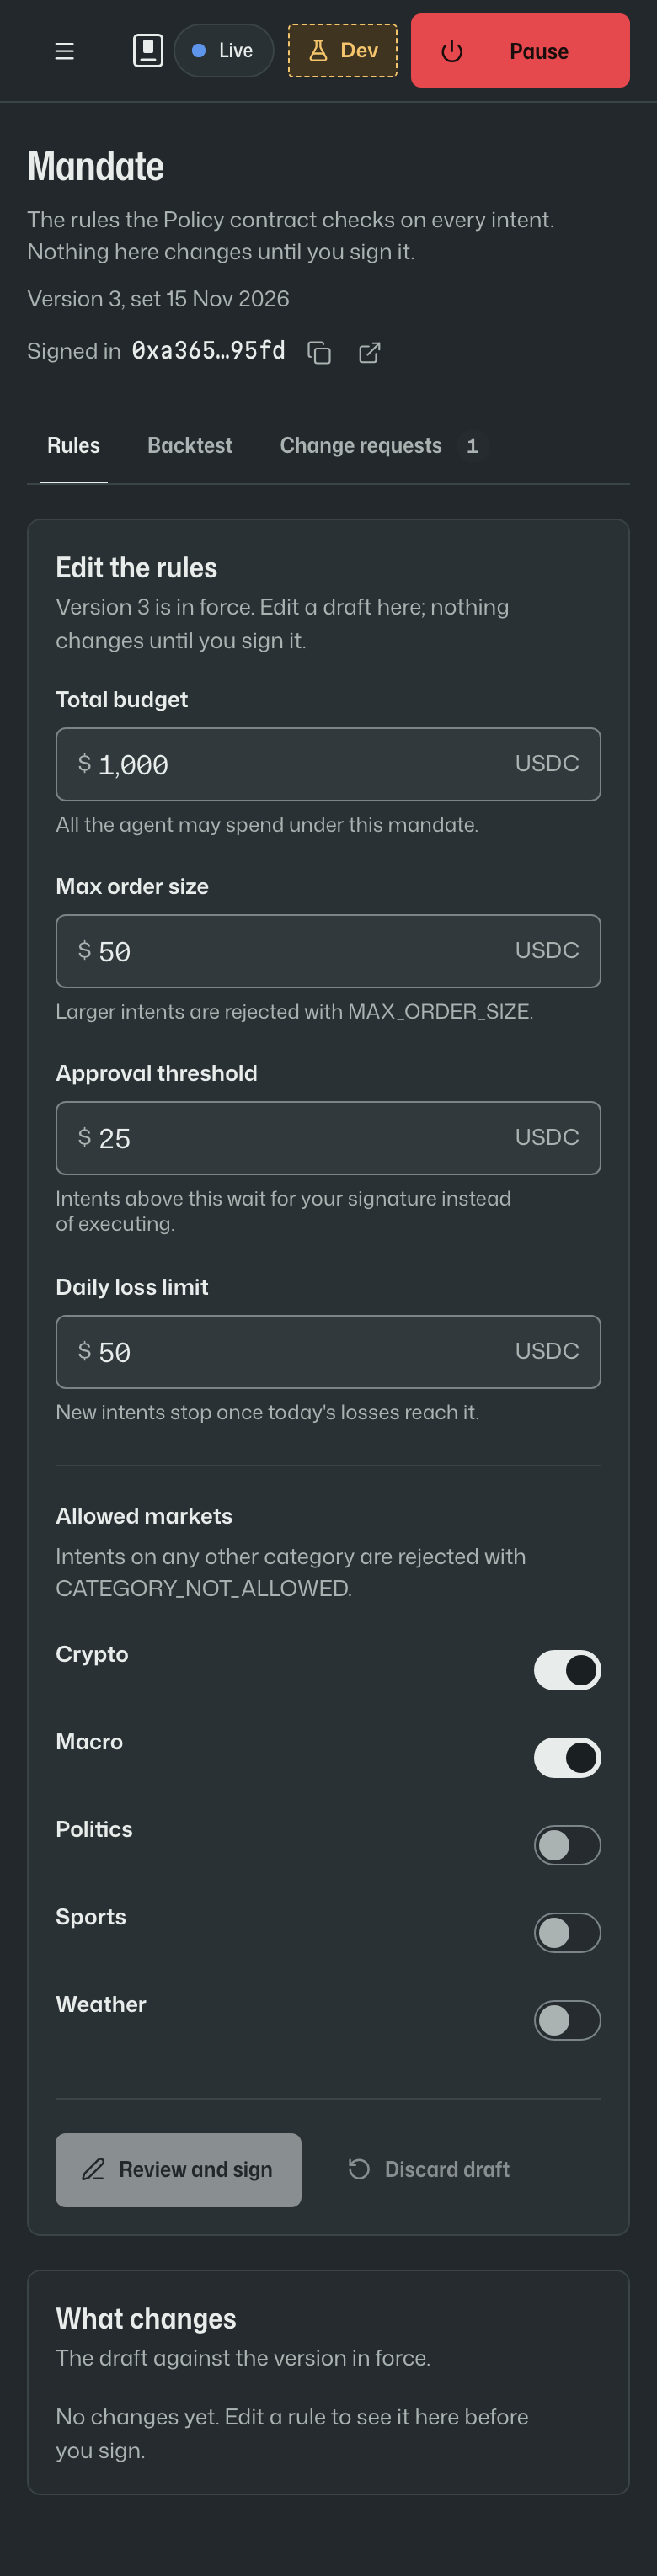 Live
Dev
Pause
Mandate
The rules the Policy contract checks on every intent.
Nothing here changes until you sign it.
Version 3, set 15 Nov 2026
Signed in 0xa365…95fd
Rules
Backtest
Change requests 1
Edit the rules
Version 3 is in force. Edit a draft here; nothing
changes until you sign it.
Total budget
$ 1,000 USDC
All the agent may spend under this mandate.
Max order size
$ 50 USDC
Larger intents are rejected with MAX_ORDER_SIZE.
Approval threshold
$ 25 USDC
Intents above this wait for your signature instead
of executing.
Daily loss limit
$ 50 USDC
New intents stop once today's losses reach it.
Allowed markets
Intents on any other category are rejected with
CATEGORY_NOT_ALLOWED.
Crypto
Macro
Politics
Sports
Weather
Review and sign
Discard draft
What changes
The draft against the version in force.
No changes yet. Edit a rule to see it here before
you sign.